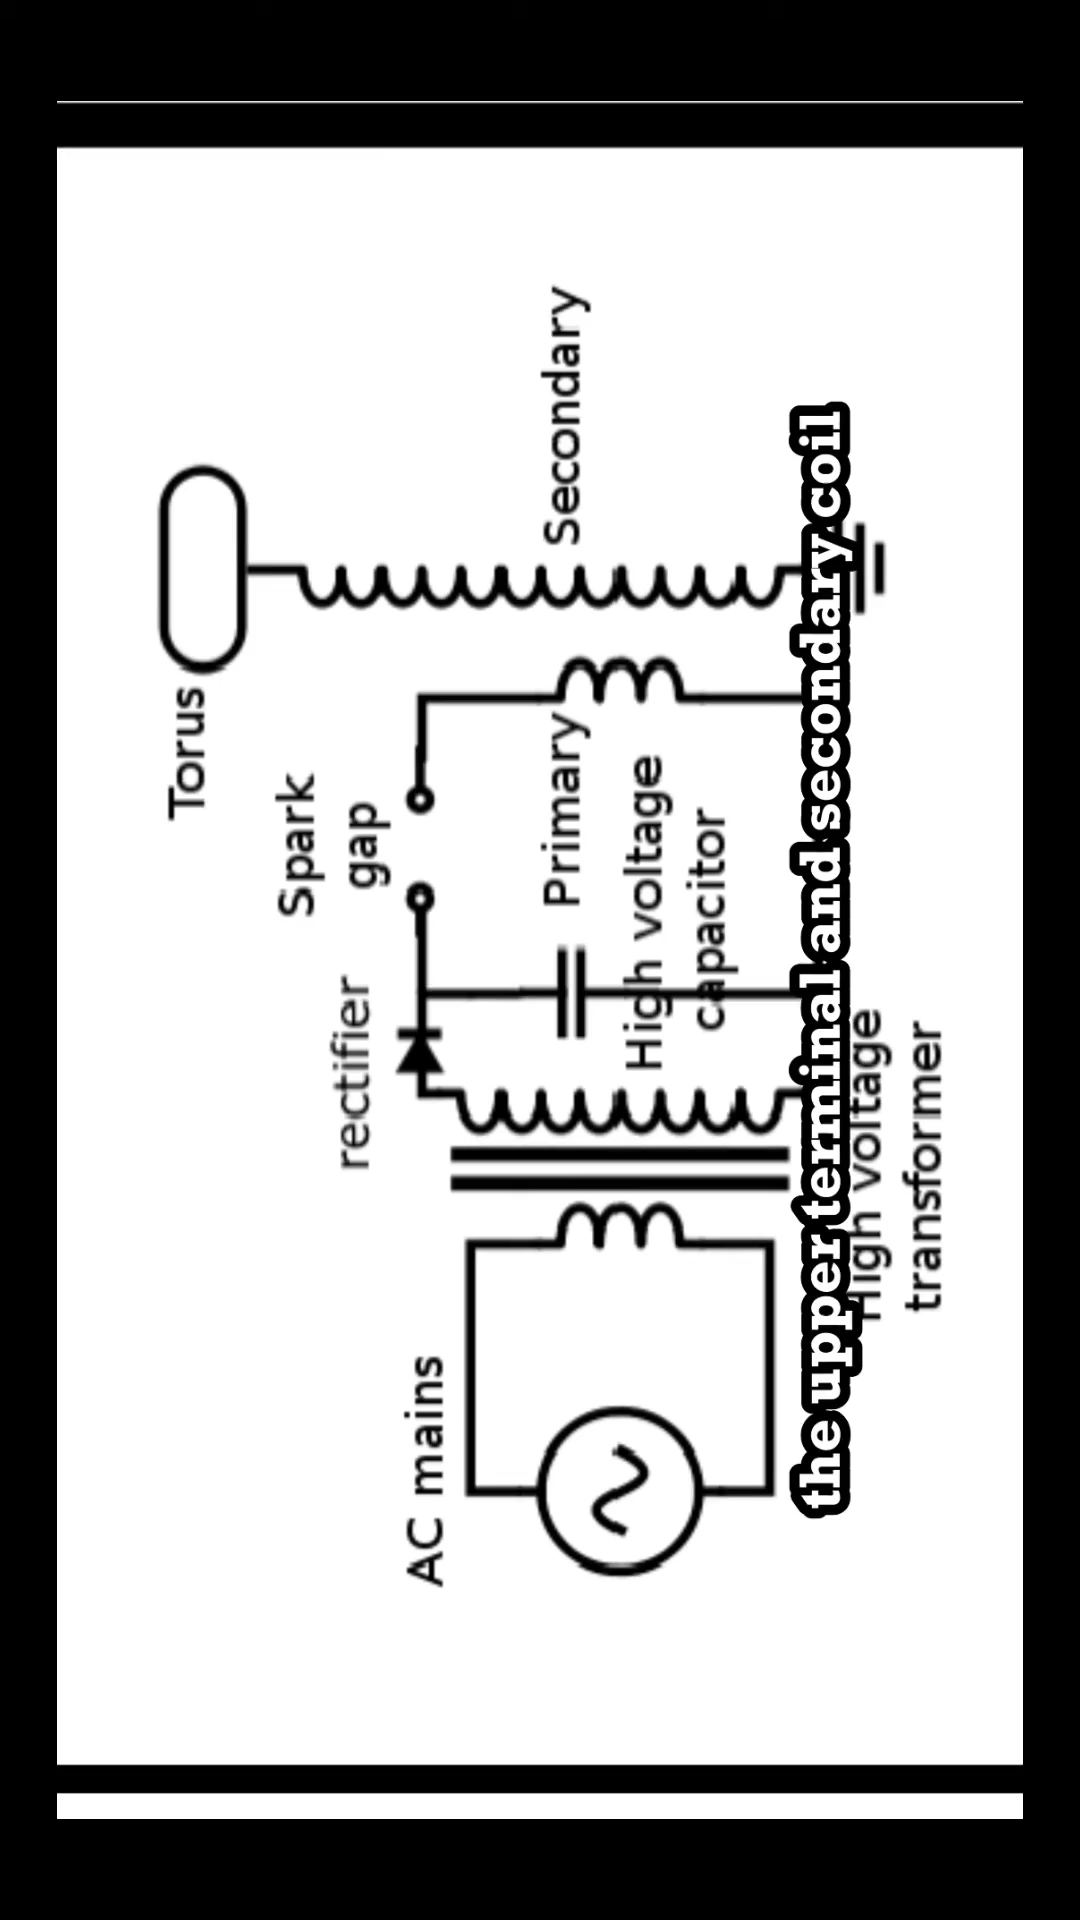 Torus
Spark
gap
rectifier
AC mains
Primary
Secondary
High voltage
capacitor
the upper terminal and secondary coil
High voltage
transformer